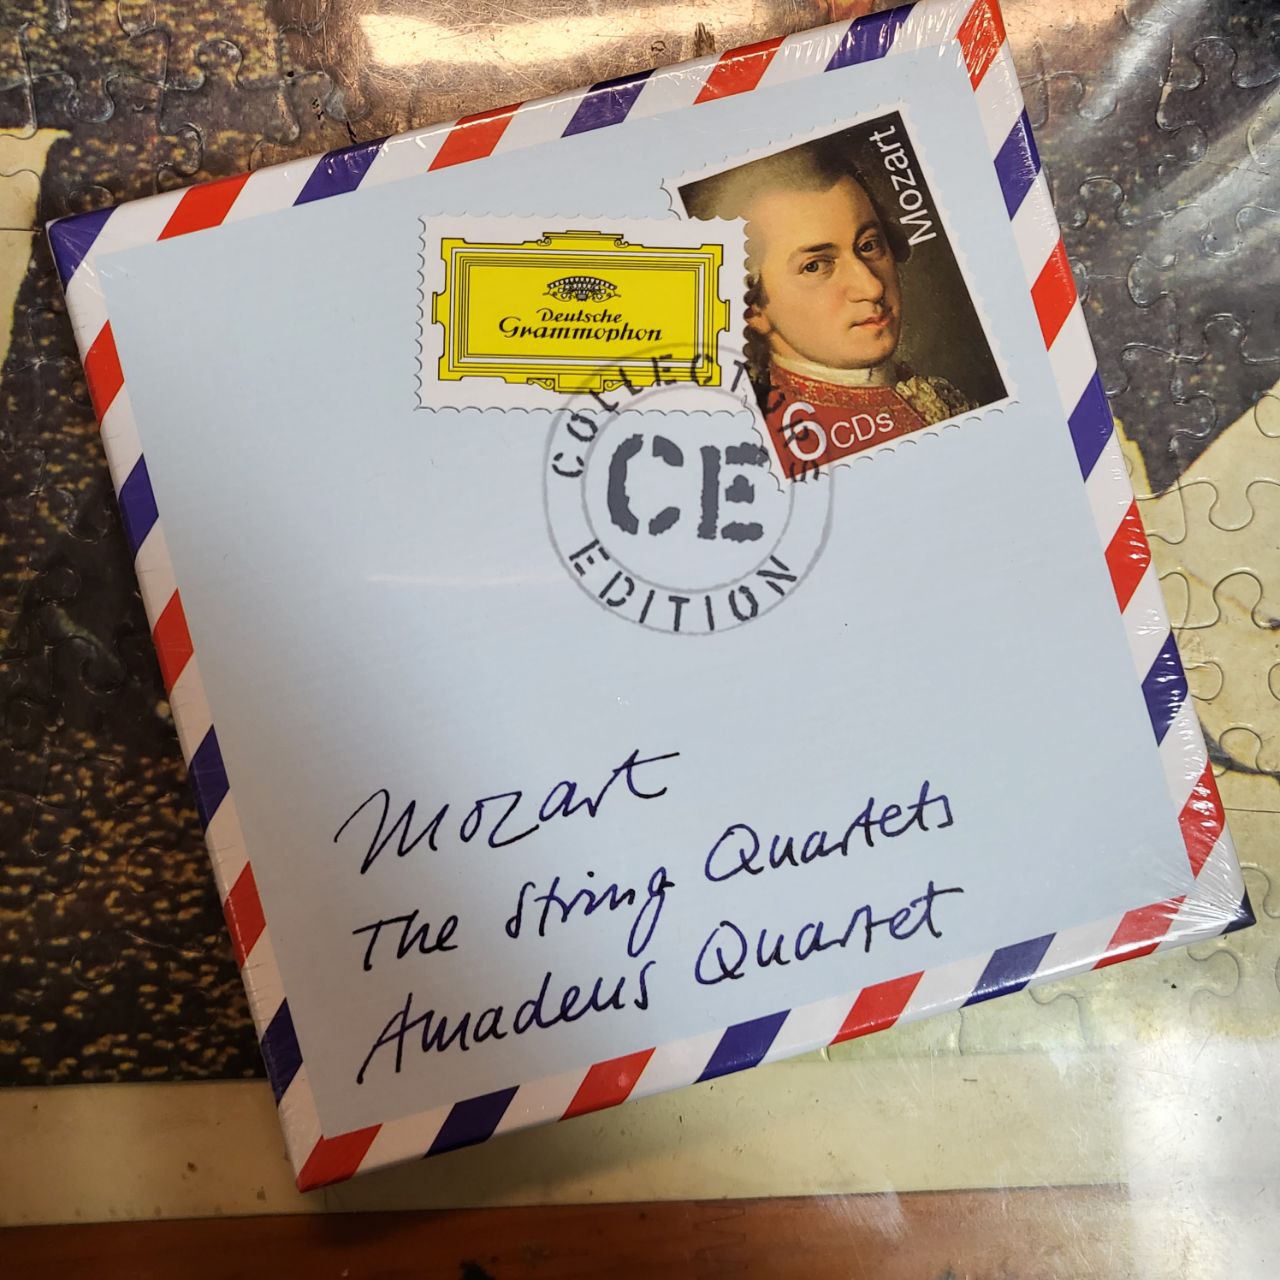 Mozart
Deutsche
Grammophon
6 CDs
COLLECTORS
CE
EDITION
Mozart
The String Quartets
Amadeus Quartet